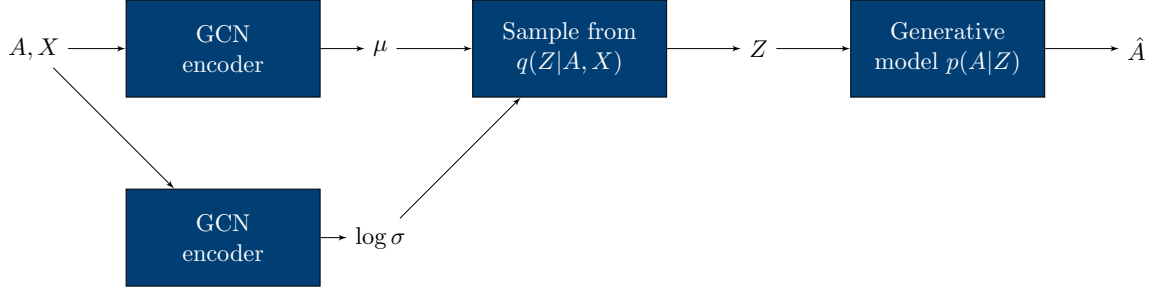 A, X
GCN
encoder
μ
Sample from
q(Z|A, X)
Z
Generative
model p(A|Z)
Â
GCN
encoder
log σ